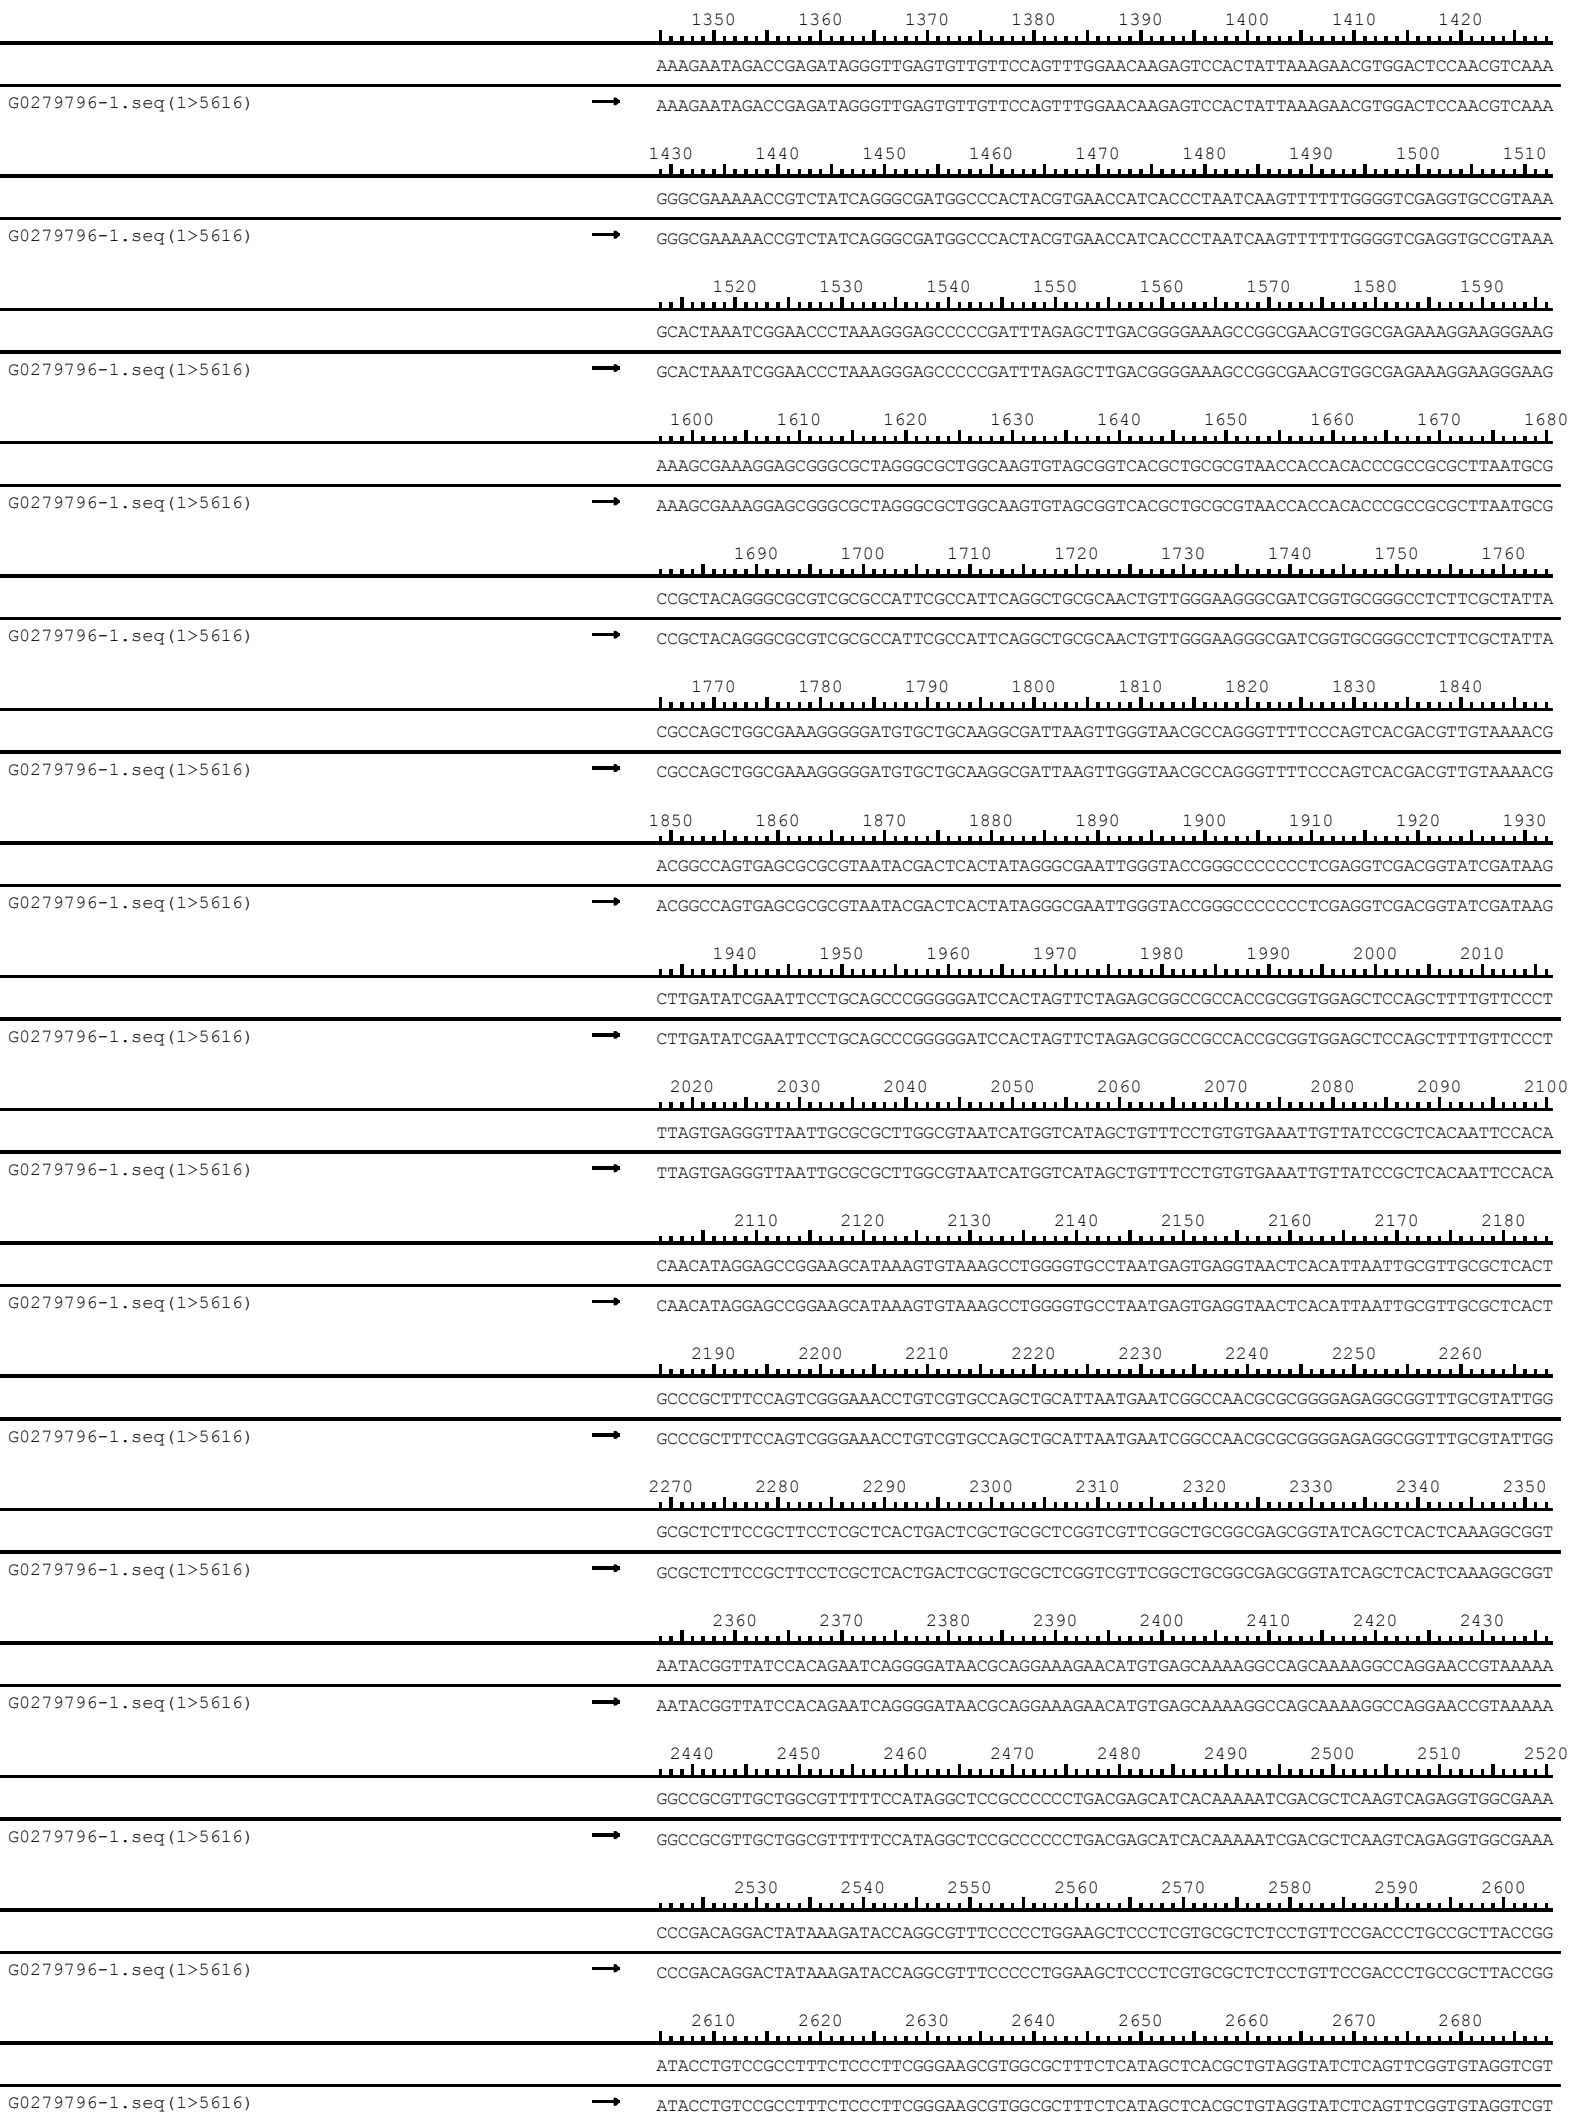 1350 1360 1370 1380 1390 1400 1410 1420
AAAGAATAGACCGAGATAGGGTTGAGTGTTGTTCCAGTTTGGAACAAGAGTCCACTATTAAAGAACGTGGACTCCAACGTCAAA
G0279796-1.seq(1>5616) → AAAGAATAGACCGAGATAGGGTTGAGTGTTGTTCCAGTTTGGAACAAGAGTCCACTATTAAAGAACGTGGACTCCAACGTCAAA
1430 1440 1450 1460 1470 1480 1490 1500 1510
GGGCGAAAAACCGTCTATCAGGGCGATGGCCCACTACGTGAACCATCACCCTAATCAAGTTTTTTGGGGTCGAGGTGCCGTAAA
G0279796-1.seq(1>5616) → GGGCGAAAAACCGTCTATCAGGGCGATGGCCCACTACGTGAACCATCACCCTAATCAAGTTTTTTGGGGTCGAGGTGCCGTAAA
1520 1530 1540 1550 1560 1570 1580 1590
GCACTAAATCGGAACCCTAAAGGGAGCCCCCGATTTAGAGCTTGACGGGGAAAGCCGGCGAACGTGGCGAGAAAGGAAGGGAAG
G0279796-1.seq(1>5616) → GCACTAAATCGGAACCCTAAAGGGAGCCCCCGATTTAGAGCTTGACGGGGAAAGCCGGCGAACGTGGCGAGAAAGGAAGGGAAG
1600 1610 1620 1630 1640 1650 1660 1670 1680
AAAGCGAAAGGAGCGGGCGCTAGGGCGCTGGCAAGTGTAGCGGTCACGCTGCGCGTAACCACCACACCCGCCGCGCTTAATGCG
G0279796-1.seq(1>5616) → AAAGCGAAAGGAGCGGGCGCTAGGGCGCTGGCAAGTGTAGCGGTCACGCTGCGCGTAACCACCACACCCGCCGCGCTTAATGCG
1690 1700 1710 1720 1730 1740 1750 1760
CCGCTACAGGGCGCGTCGCGCCATTCGCCATTCAGGCTGCGCAACTGTTGGGAAGGGCGATCGGTGCGGGCCTCTTCGCTATTA
G0279796-1.seq(1>5616) → CCGCTACAGGGCGCGTCGCGCCATTCGCCATTCAGGCTGCGCAACTGTTGGGAAGGGCGATCGGTGCGGGCCTCTTCGCTATTA
1770 1780 1790 1800 1810 1820 1830 1840
CGCCAGCTGGCGAAAGGGGGATGTGCTGCAAGGCGATTAAGTTGGGTAACGCCAGGGTTTTCCCAGTCACGACGTTGTAAAACG
G0279796-1.seq(1>5616) → CGCCAGCTGGCGAAAGGGGGATGTGCTGCAAGGCGATTAAGTTGGGTAACGCCAGGGTTTTCCCAGTCACGACGTTGTAAAACG
1850 1860 1870 1880 1890 1900 1910 1920 1930
ACGGCCAGTGAGCGCGCGTAATACGACTCACTATAGGGCGAATTGGGTACCGGGCCCCCCCTCGAGGTCGACGGTATCGATAAG
G0279796-1.seq(1>5616) → ACGGCCAGTGAGCGCGCGTAATACGACTCACTATAGGGCGAATTGGGTACCGGGCCCCCCCTCGAGGTCGACGGTATCGATAAG
1940 1950 1960 1970 1980 1990 2000 2010
CTTGATATCGAATTCCTGCAGCCCGGGGGATCCACTAGTTCTAGAGCGGCCGCCACCGCGGTGGAGCTCCAGCTTTTGTTCCCT
G0279796-1.seq(1>5616) → CTTGATATCGAATTCCTGCAGCCCGGGGGATCCACTAGTTCTAGAGCGGCCGCCACCGCGGTGGAGCTCCAGCTTTTGTTCCCT
2020 2030 2040 2050 2060 2070 2080 2090 2100
TTAGTGAGGGTTAATTGCGCGCTTGGCGTAATCATGGTCATAGCTGTTTCCTGTGTGAAATTGTTATCCGCTCACAATTCCACA
G0279796-1.seq(1>5616) → TTAGTGAGGGTTAATTGCGCGCTTGGCGTAATCATGGTCATAGCTGTTTCCTGTGTGAAATTGTTATCCGCTCACAATTCCACA
2110 2120 2130 2140 2150 2160 2170 2180
CAACATAGGAGCCGGAAGCATAAAGTGTAAAGCCTGGGGTGCCTAATGAGTGAGGTAACTCACATTAATTGCGTTGCGCTCACT
G0279796-1.seq(1>5616) → CAACATAGGAGCCGGAAGCATAAAGTGTAAAGCCTGGGGTGCCTAATGAGTGAGGTAACTCACATTAATTGCGTTGCGCTCACT
2190 2200 2210 2220 2230 2240 2250 2260
GCCCGCTTTCCAGTCGGGAAACCTGTCGTGCCAGCTGCATTAATGAATCGGCCAACGCGCGGGGAGAGGCGGTTTGCGTATTGG
G0279796-1.seq(1>5616) → GCCCGCTTTCCAGTCGGGAAACCTGTCGTGCCAGCTGCATTAATGAATCGGCCAACGCGCGGGGAGAGGCGGTTTGCGTATTGG
2270 2280 2290 2300 2310 2320 2330 2340 2350
GCGCTCTTCCGCTTCCTCGCTCACTGACTCGCTGCGCTCGGTCGTTCGGCTGCGGCGAGCGGTATCAGCTCACTCAAAGGCGGT
G0279796-1.seq(1>5616) → GCGCTCTTCCGCTTCCTCGCTCACTGACTCGCTGCGCTCGGTCGTTCGGCTGCGGCGAGCGGTATCAGCTCACTCAAAGGCGGT
2360 2370 2380 2390 2400 2410 2420 2430
AATACGGTTATCCACAGAATCAGGGGATAACGCAGGAAAGAACATGTGAGCAAAAGGCCAGCAAAAGGCCAGGAACCGTAAAAA
G0279796-1.seq(1>5616) → AATACGGTTATCCACAGAATCAGGGGATAACGCAGGAAAGAACATGTGAGCAAAAGGCCAGCAAAAGGCCAGGAACCGTAAAAA
2440 2450 2460 2470 2480 2490 2500 2510 2520
GGCCGCGTTGCTGGCGTTTTTCCATAGGCTCCGCCCCCCTGACGAGCATCACAAAAATCGACGCTCAAGTCAGAGGTGGCGAAA
G0279796-1.seq(1>5616) → GGCCGCGTTGCTGGCGTTTTTCCATAGGCTCCGCCCCCCTGACGAGCATCACAAAAATCGACGCTCAAGTCAGAGGTGGCGAAA
2530 2540 2550 2560 2570 2580 2590 2600
CCCGACAGGACTATAAAGATACCAGGCGTTTCCCCCTGGAAGCTCCCTCGTGCGCTCTCCTGTTCCGACCCTGCCGCTTACCGG
G0279796-1.seq(1>5616) → CCCGACAGGACTATAAAGATACCAGGCGTTTCCCCCTGGAAGCTCCCTCGTGCGCTCTCCTGTTCCGACCCTGCCGCTTACCGG
2610 2620 2630 2640 2650 2660 2670 2680
ATACCTGTCCGCCTTTCTCCCTTCGGGAAGCGTGGCGCTTTCTCATAGCTCACGCTGTAGGTATCTCAGTTCGGTGTAGGTCGT
G0279796-1.seq(1>5616) → ATACCTGTCCGCCTTTCTCCCTTCGGGAAGCGTGGCGCTTTCTCATAGCTCACGCTGTAGGTATCTCAGTTCGGTGTAGGTCGT